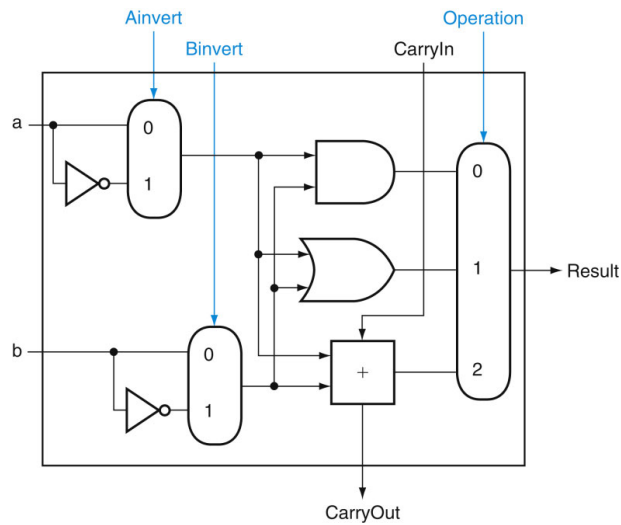 Ainvert
Operation
Binvert
CarryIn
a
0
1
0
1
Result
b
0
1
+
2
CarryOut